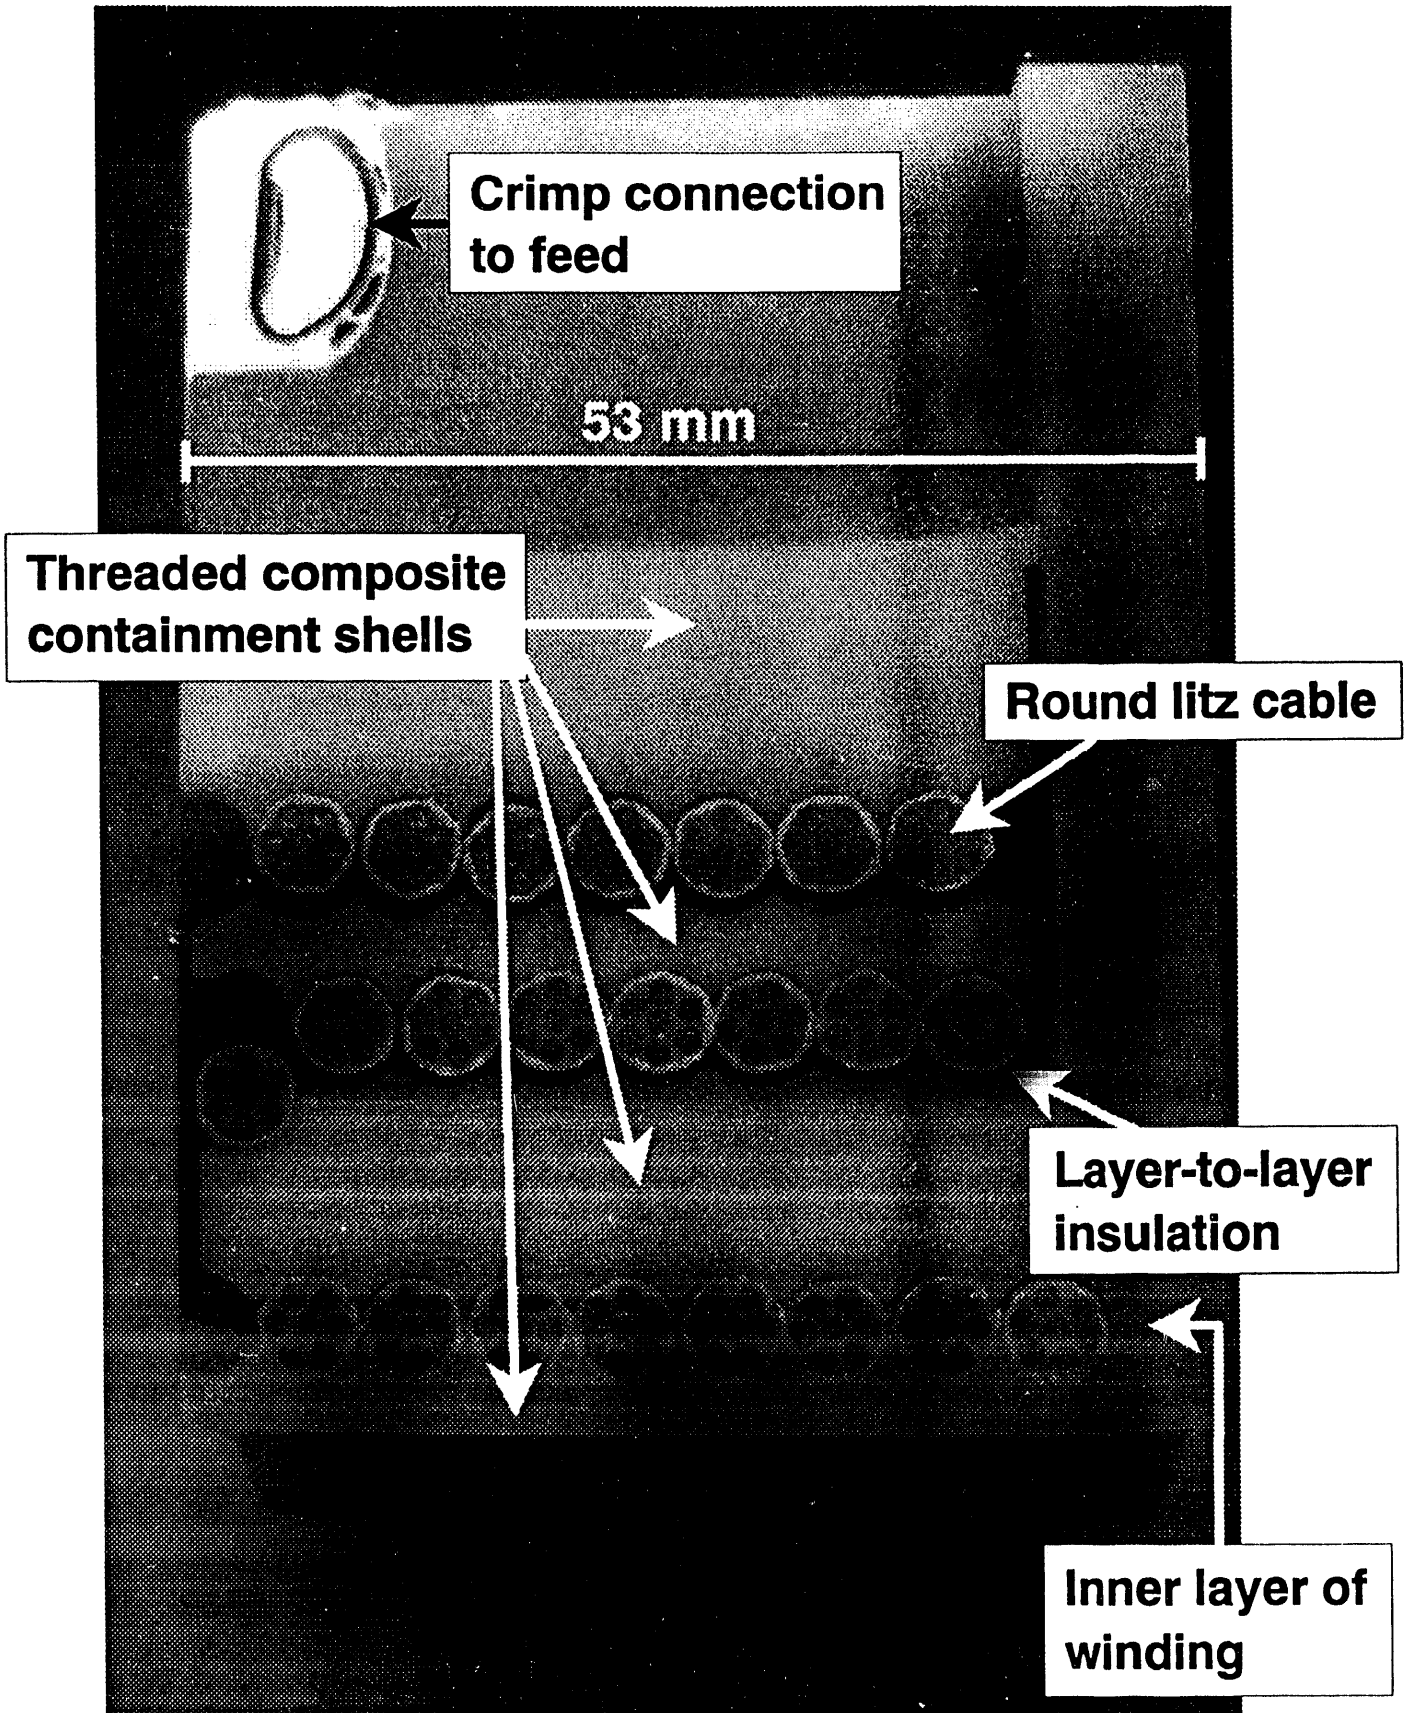 Crimp connection
to feed
53 mm
Threaded composite
containment shells
Round litz cable
Layer-to-layer
insulation
Inner layer of
winding